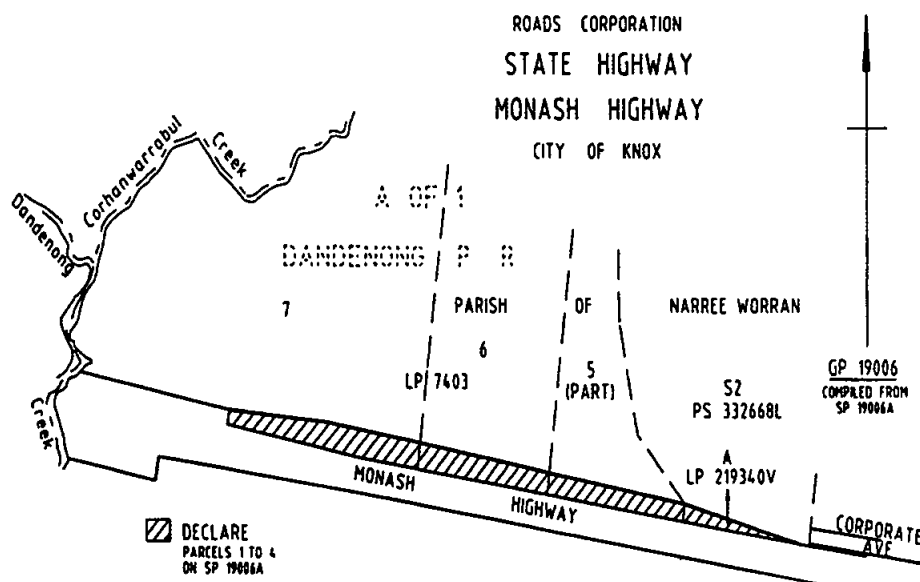 ROADS CORPORATION
STATE HIGHWAY
MONASH HIGHWAY
CITY OF KNOX
Corhanwarrabul
Creek
Dandenong
A OF 1
DANDENONG P R
7
PARISH OF NARREE WORRAN
6
LP 7403
5
(PART)
S2
PS 332668L
A
LP 219340V
GP 19006
COMPILED FROM
SP 19006A
Creek
MONASH HIGHWAY
CORPORATE
AVE
DECLARE
PARCELS 1 TO 4
ON SP 19006A